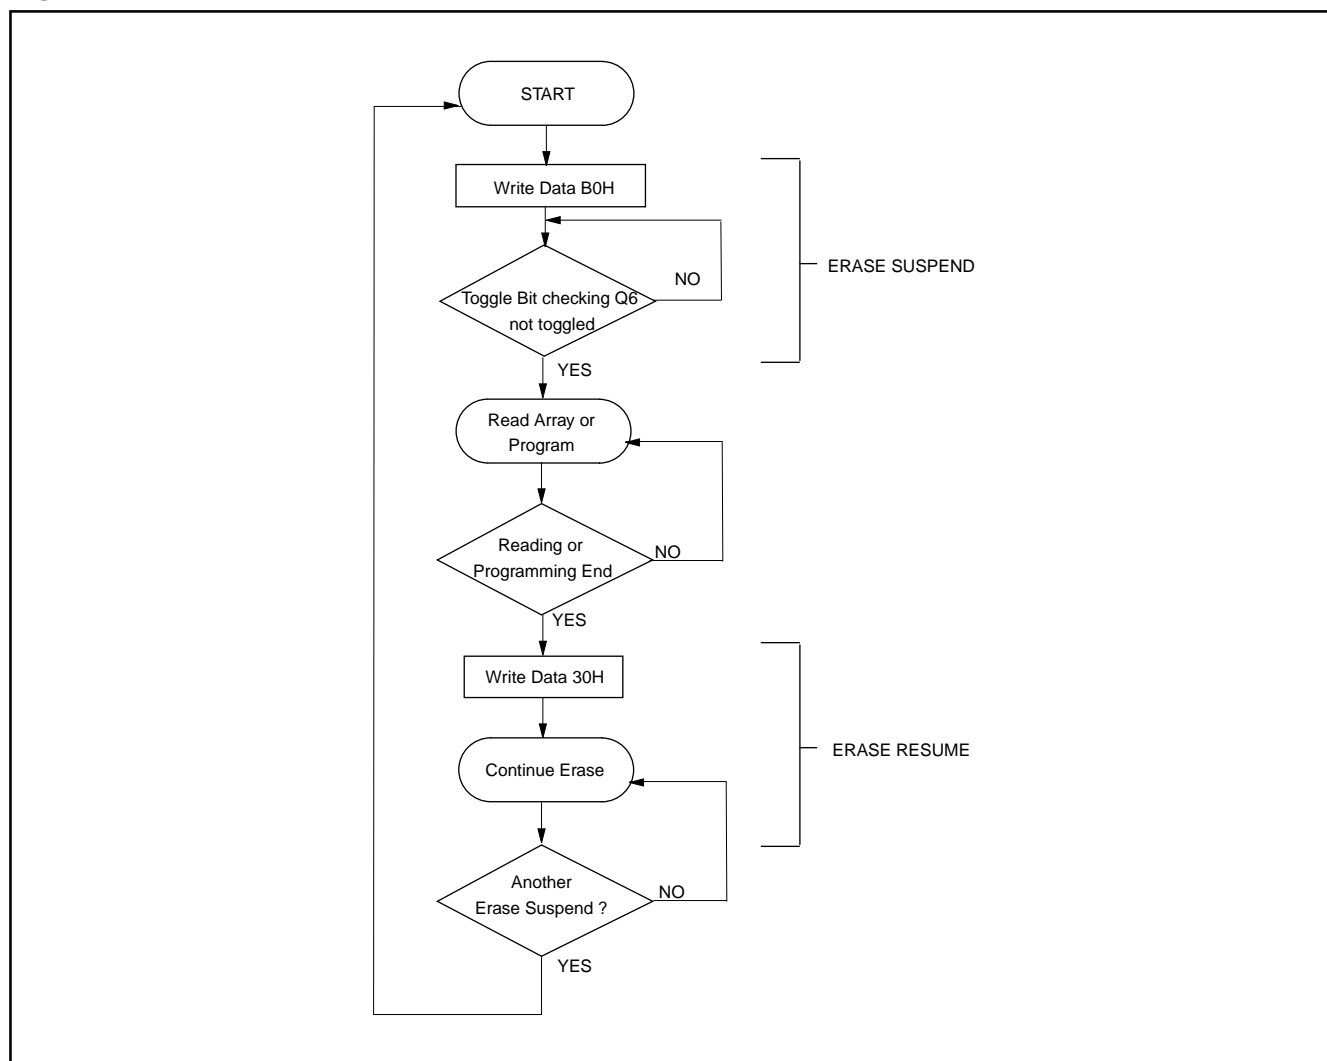 START
Write Data B0H
NO
ERASE SUSPEND
Toggle Bit checking Q6
not toggled
YES
Read Array or
Program
Reading or
Programming End
NO
YES
Write Data 30H
ERASE RESUME
Continue Erase
Another
Erase Suspend ?
NO
YES